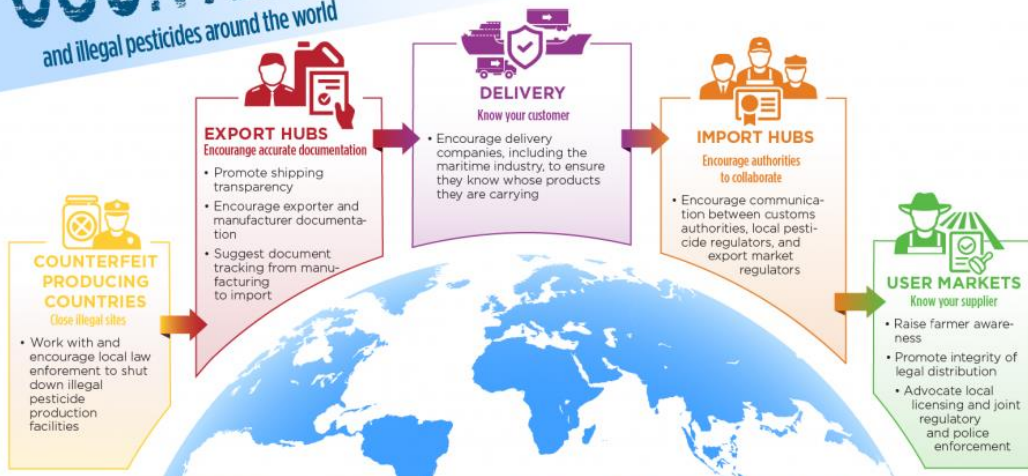 and illegal pesticides around the world
COUNTERFEIT
PRODUCING
COUNTRIES
Close illegal sites
• Work with and
encourage local law
enforement to shut
down illegal
pesticide
production
facilities
EXPORT HUBS
Encourange accurate documentation
• Promote shipping
transparency
• Encourage exporter and
manufacturer documenta-
tion
• Suggest document
tracking from manu-
facturing
to import
DELIVERY
Know your customer
• Encourage delivery
companies, including the
maritime industry, to ensure
they know whose products
they are carrying
IMPORT HUBS
Encourage authorities
to collaborate
• Encourage communica-
tion between customs
authorities, local pesti-
cide regulators, and
export market
regulators
USER MARKETS
Know your supplier
• Raise farmer aware-
ness
• Promote integrity of
legal distribution
• Advocate local
licensing and joint
regulatory
and police
enforcement